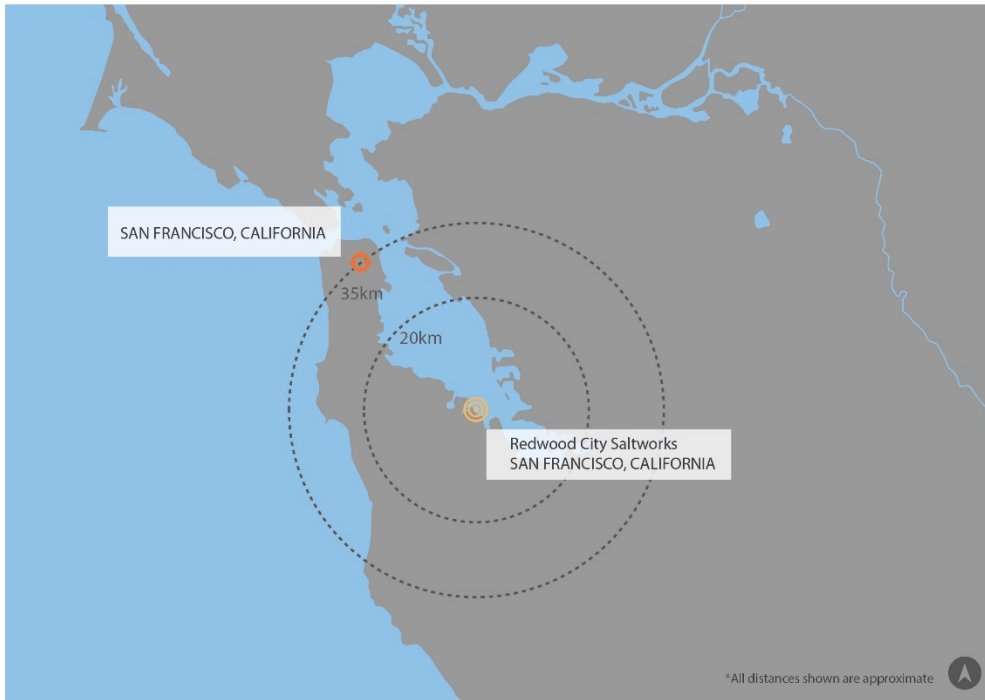 SAN FRANCISCO, CALIFORNIA
35km
20km
Redwood City Saltworks
SAN FRANCISCO, CALIFORNIA
*All distances shown are approximate